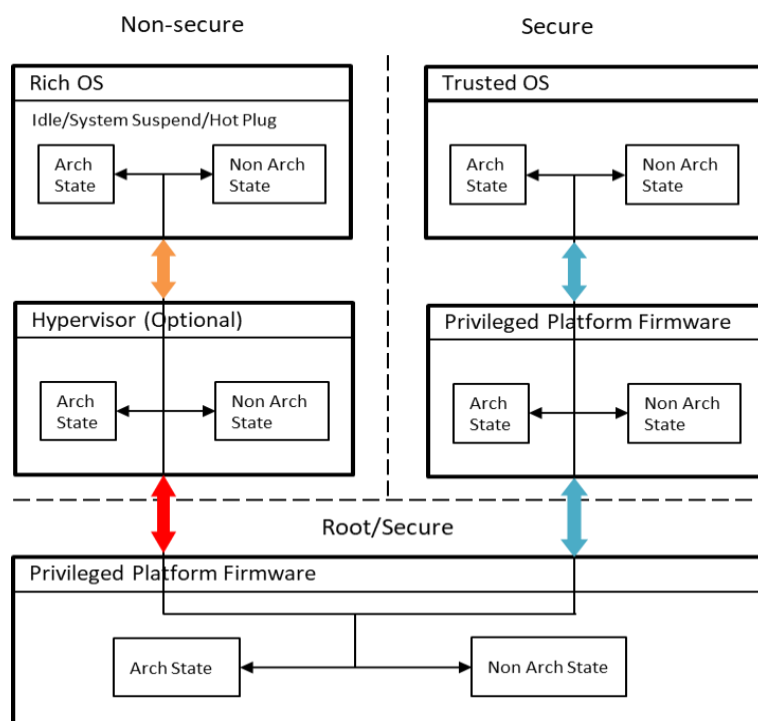 Non-secure
Secure
Rich OS
Idle/System Suspend/Hot Plug
Arch
State
Non Arch
State
Trusted OS
Arch
State
Non Arch
State
Hypervisor (Optional)
Arch
State
Non Arch
State
Privileged Platform Firmware
Arch
State
Non Arch
State
Root/Secure
Privileged Platform Firmware
Arch State
Non Arch State